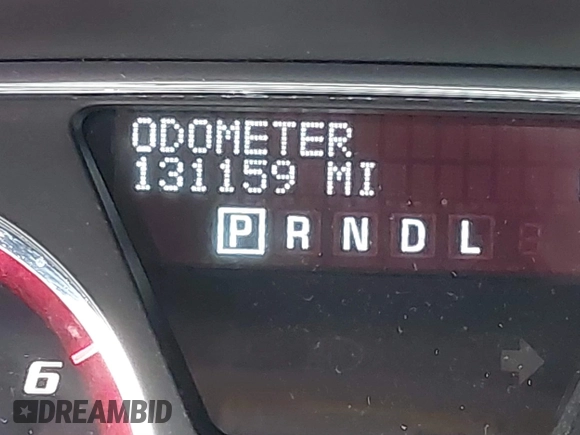 ODOMETER
131159 MI
P R N D L
6
DREAMBID